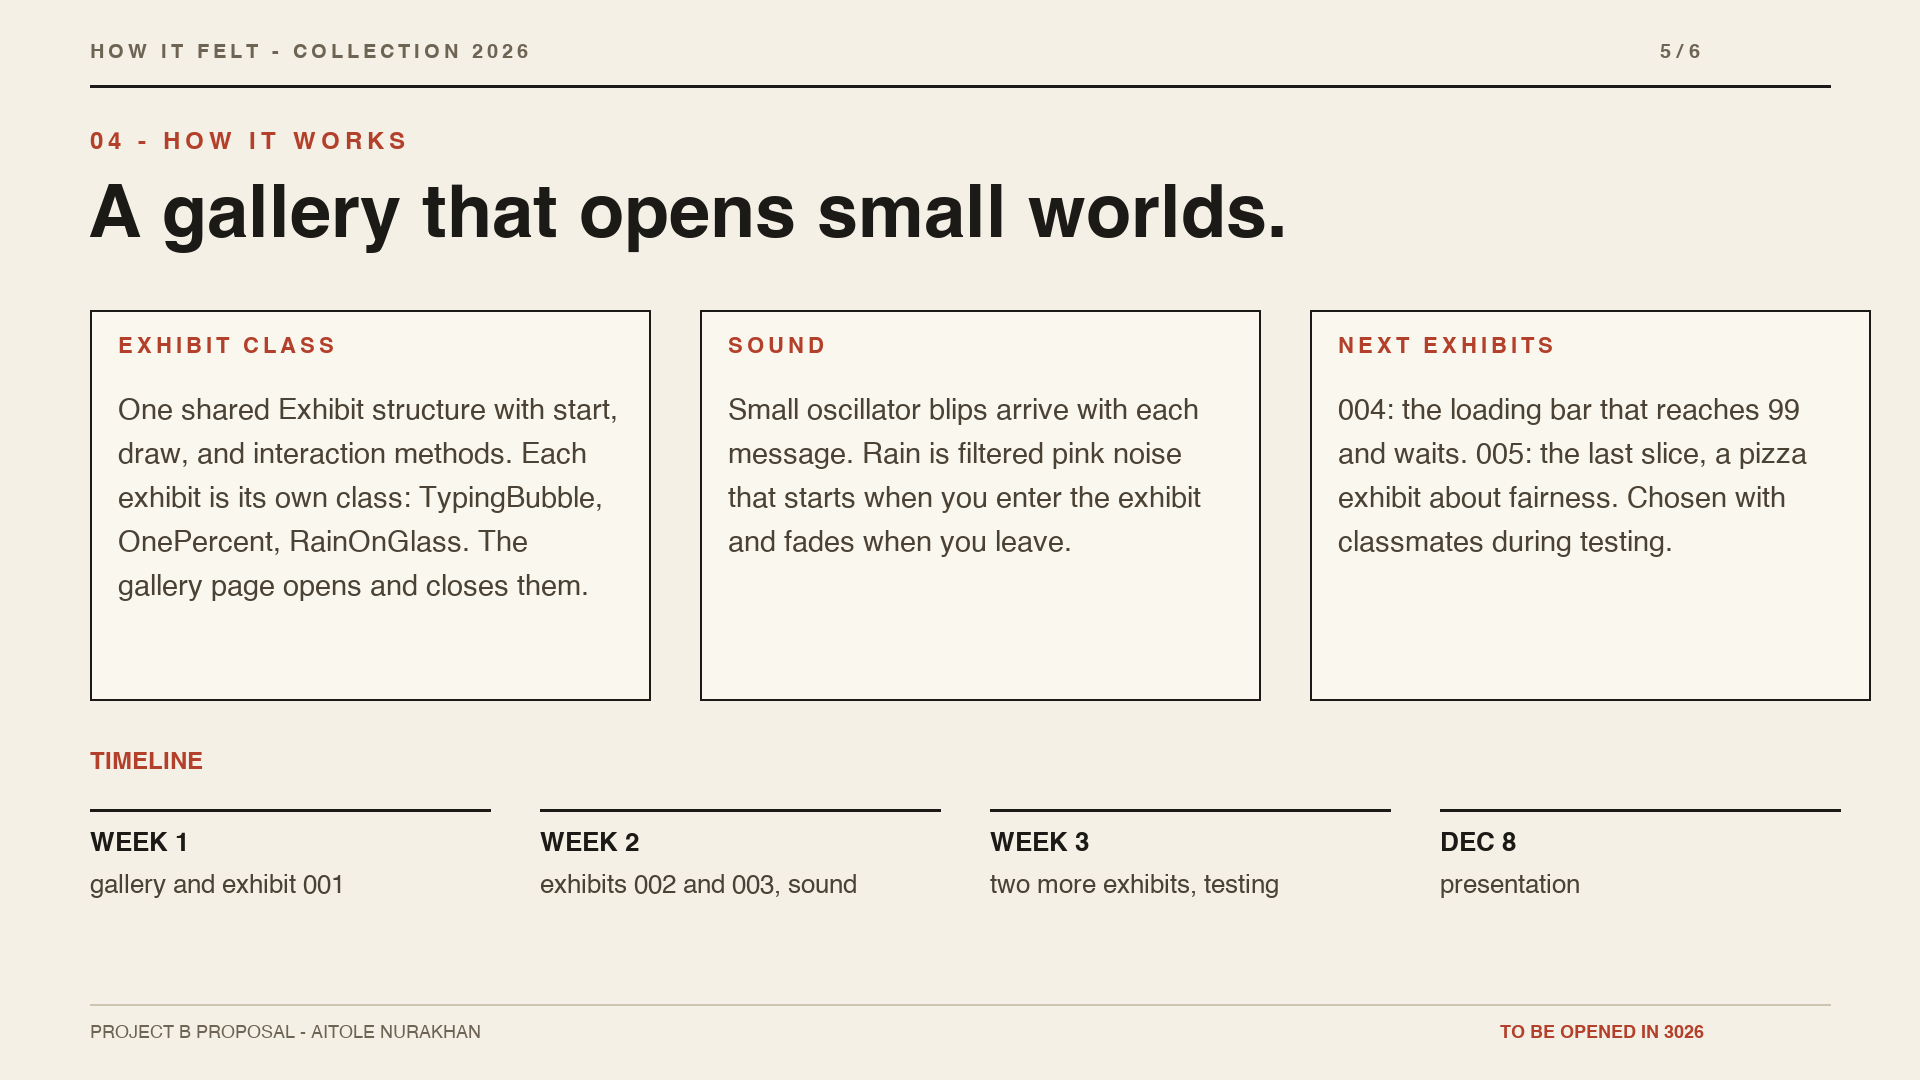 HOW IT FELT - COLLECTION 2026
5 / 6
04 - HOW IT WORKS
A gallery that opens small worlds.
EXHIBIT CLASS
One shared Exhibit structure with start,
draw, and interaction methods. Each
exhibit is its own class: TypingBubble,
OnePercent, RainOnGlass. The
gallery page opens and closes them.
SOUND
Small oscillator blips arrive with each
message. Rain is filtered pink noise
that starts when you enter the exhibit
and fades when you leave.
NEXT EXHIBITS
004: the loading bar that reaches 99
and waits. 005: the last slice, a pizza
exhibit about fairness. Chosen with
classmates during testing.
TIMELINE
WEEK 1
gallery and exhibit 001
WEEK 2
exhibits 002 and 003, sound
WEEK 3
two more exhibits, testing
DEC 8
presentation
PROJECT B PROPOSAL - AITOLE NURAKHAN
TO BE OPENED IN 3026